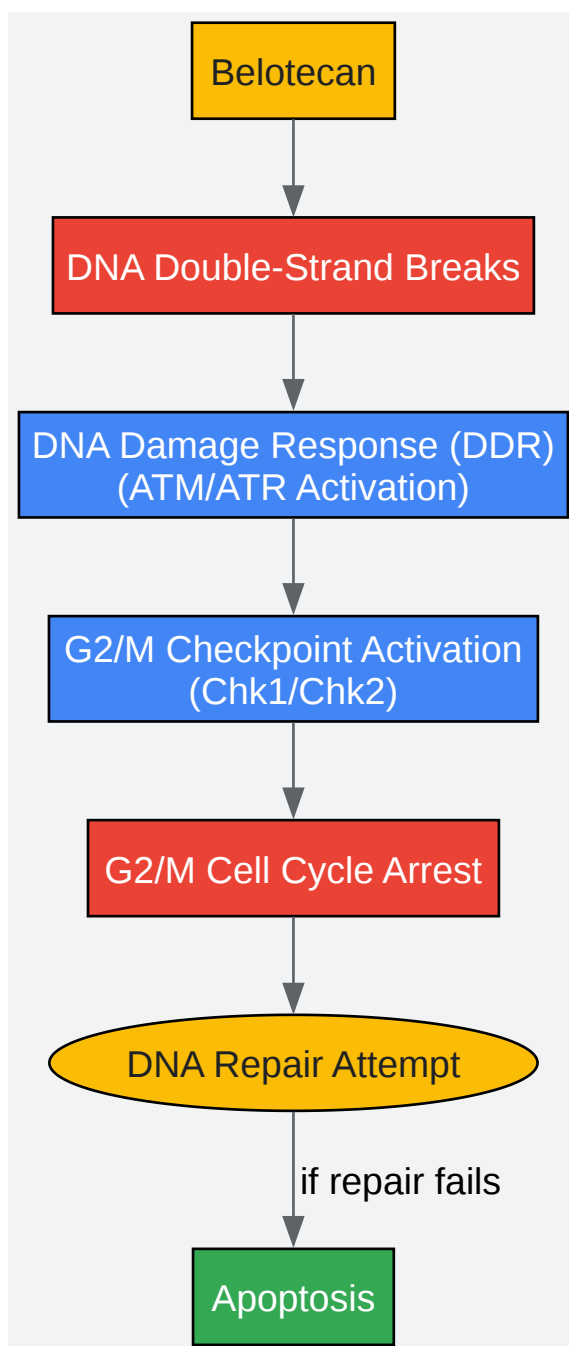 Belotecan
DNA Double-Strand Breaks
DNA Damage Response (DDR)
(ATM/ATR Activation)
G2/M Checkpoint Activation
(Chk1/Chk2)
G2/M Cell Cycle Arrest
DNA Repair Attempt
if repair fails
Apoptosis